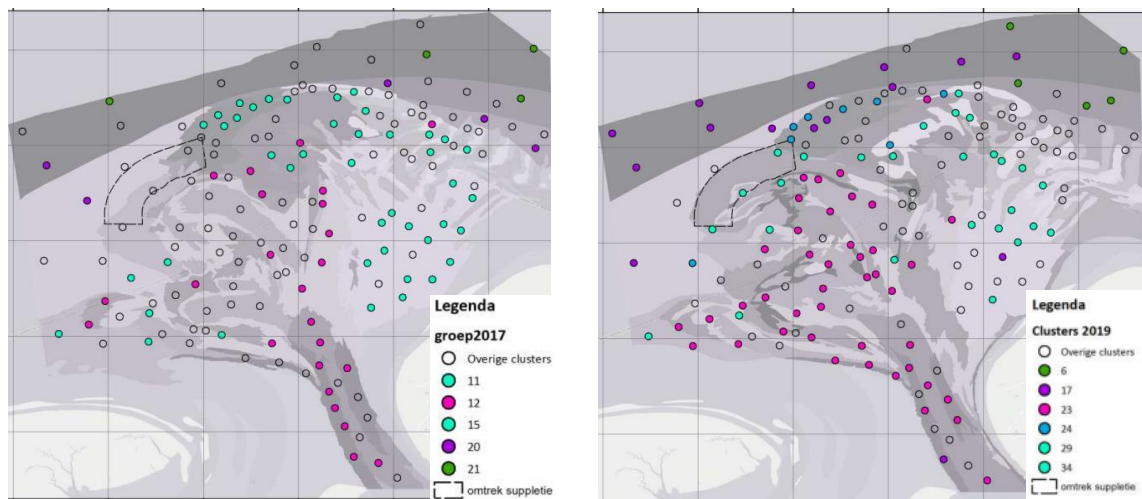 Legenda
groep2017
Overige clusters
11
12
15
20
21
omtrek suppletie
Legenda
Clusters 2019
Overige clusters
6
17
23
24
29
34
omtrek suppletie